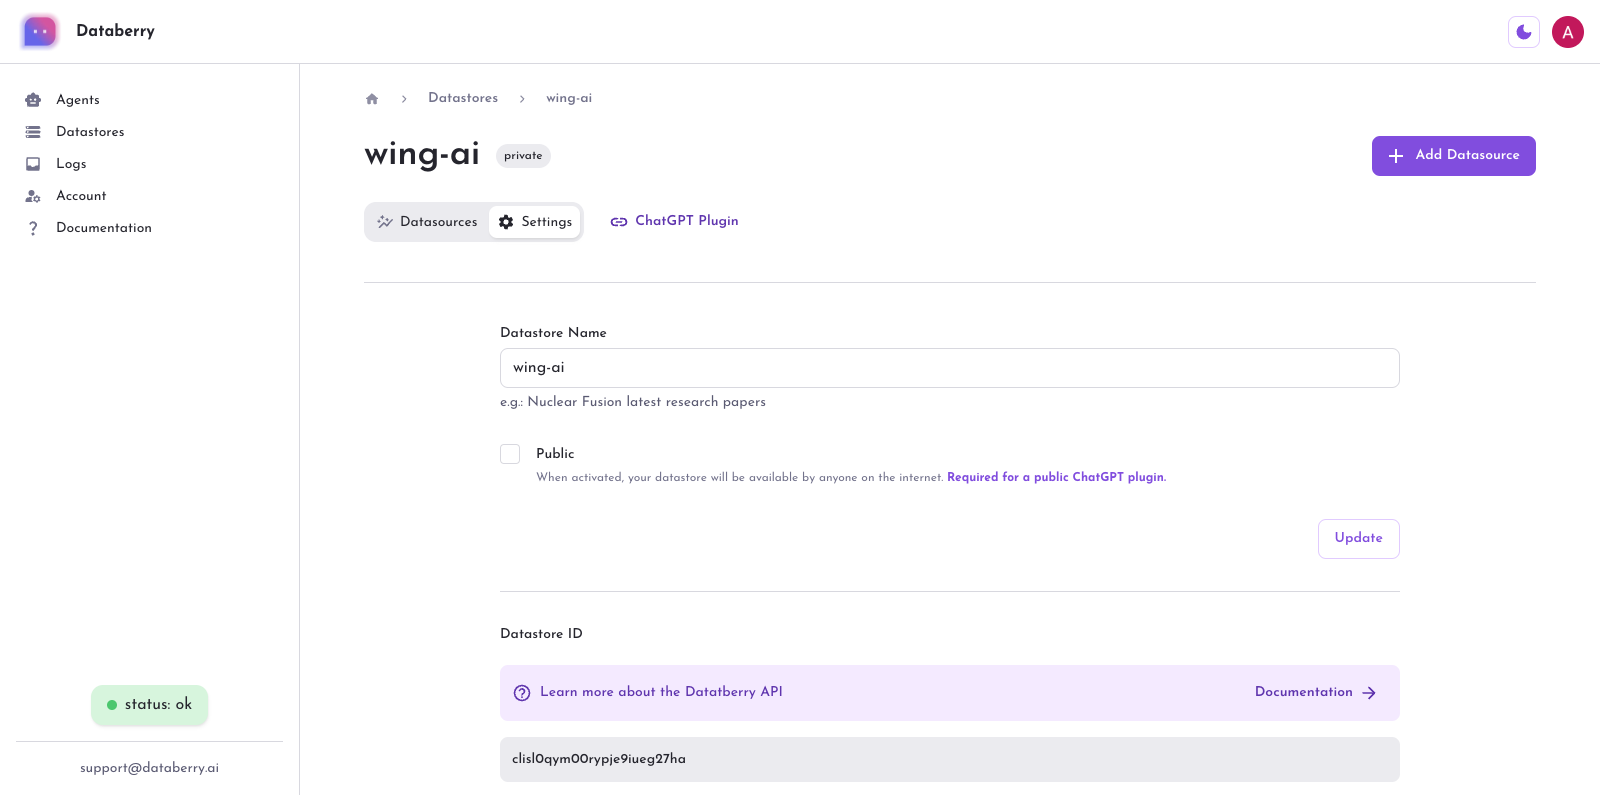 Databerry
A
Agents
Datastores
Logs
Account
Documentation
status: ok
support@databerry.ai
Datastores
wing-ai
wing-ai
private
Add Datasource
Datasources
Settings
ChatGPT Plugin
Datastore Name
wing-ai
e.g.: Nuclear Fusion latest research papers
Public
When activated, your datastore will be available by anyone on the internet. Required for a public ChatGPT plugin.
Update
Datastore ID
Learn more about the Datatberry API
Documentation
clisl0qym00rypje9iueg27ha